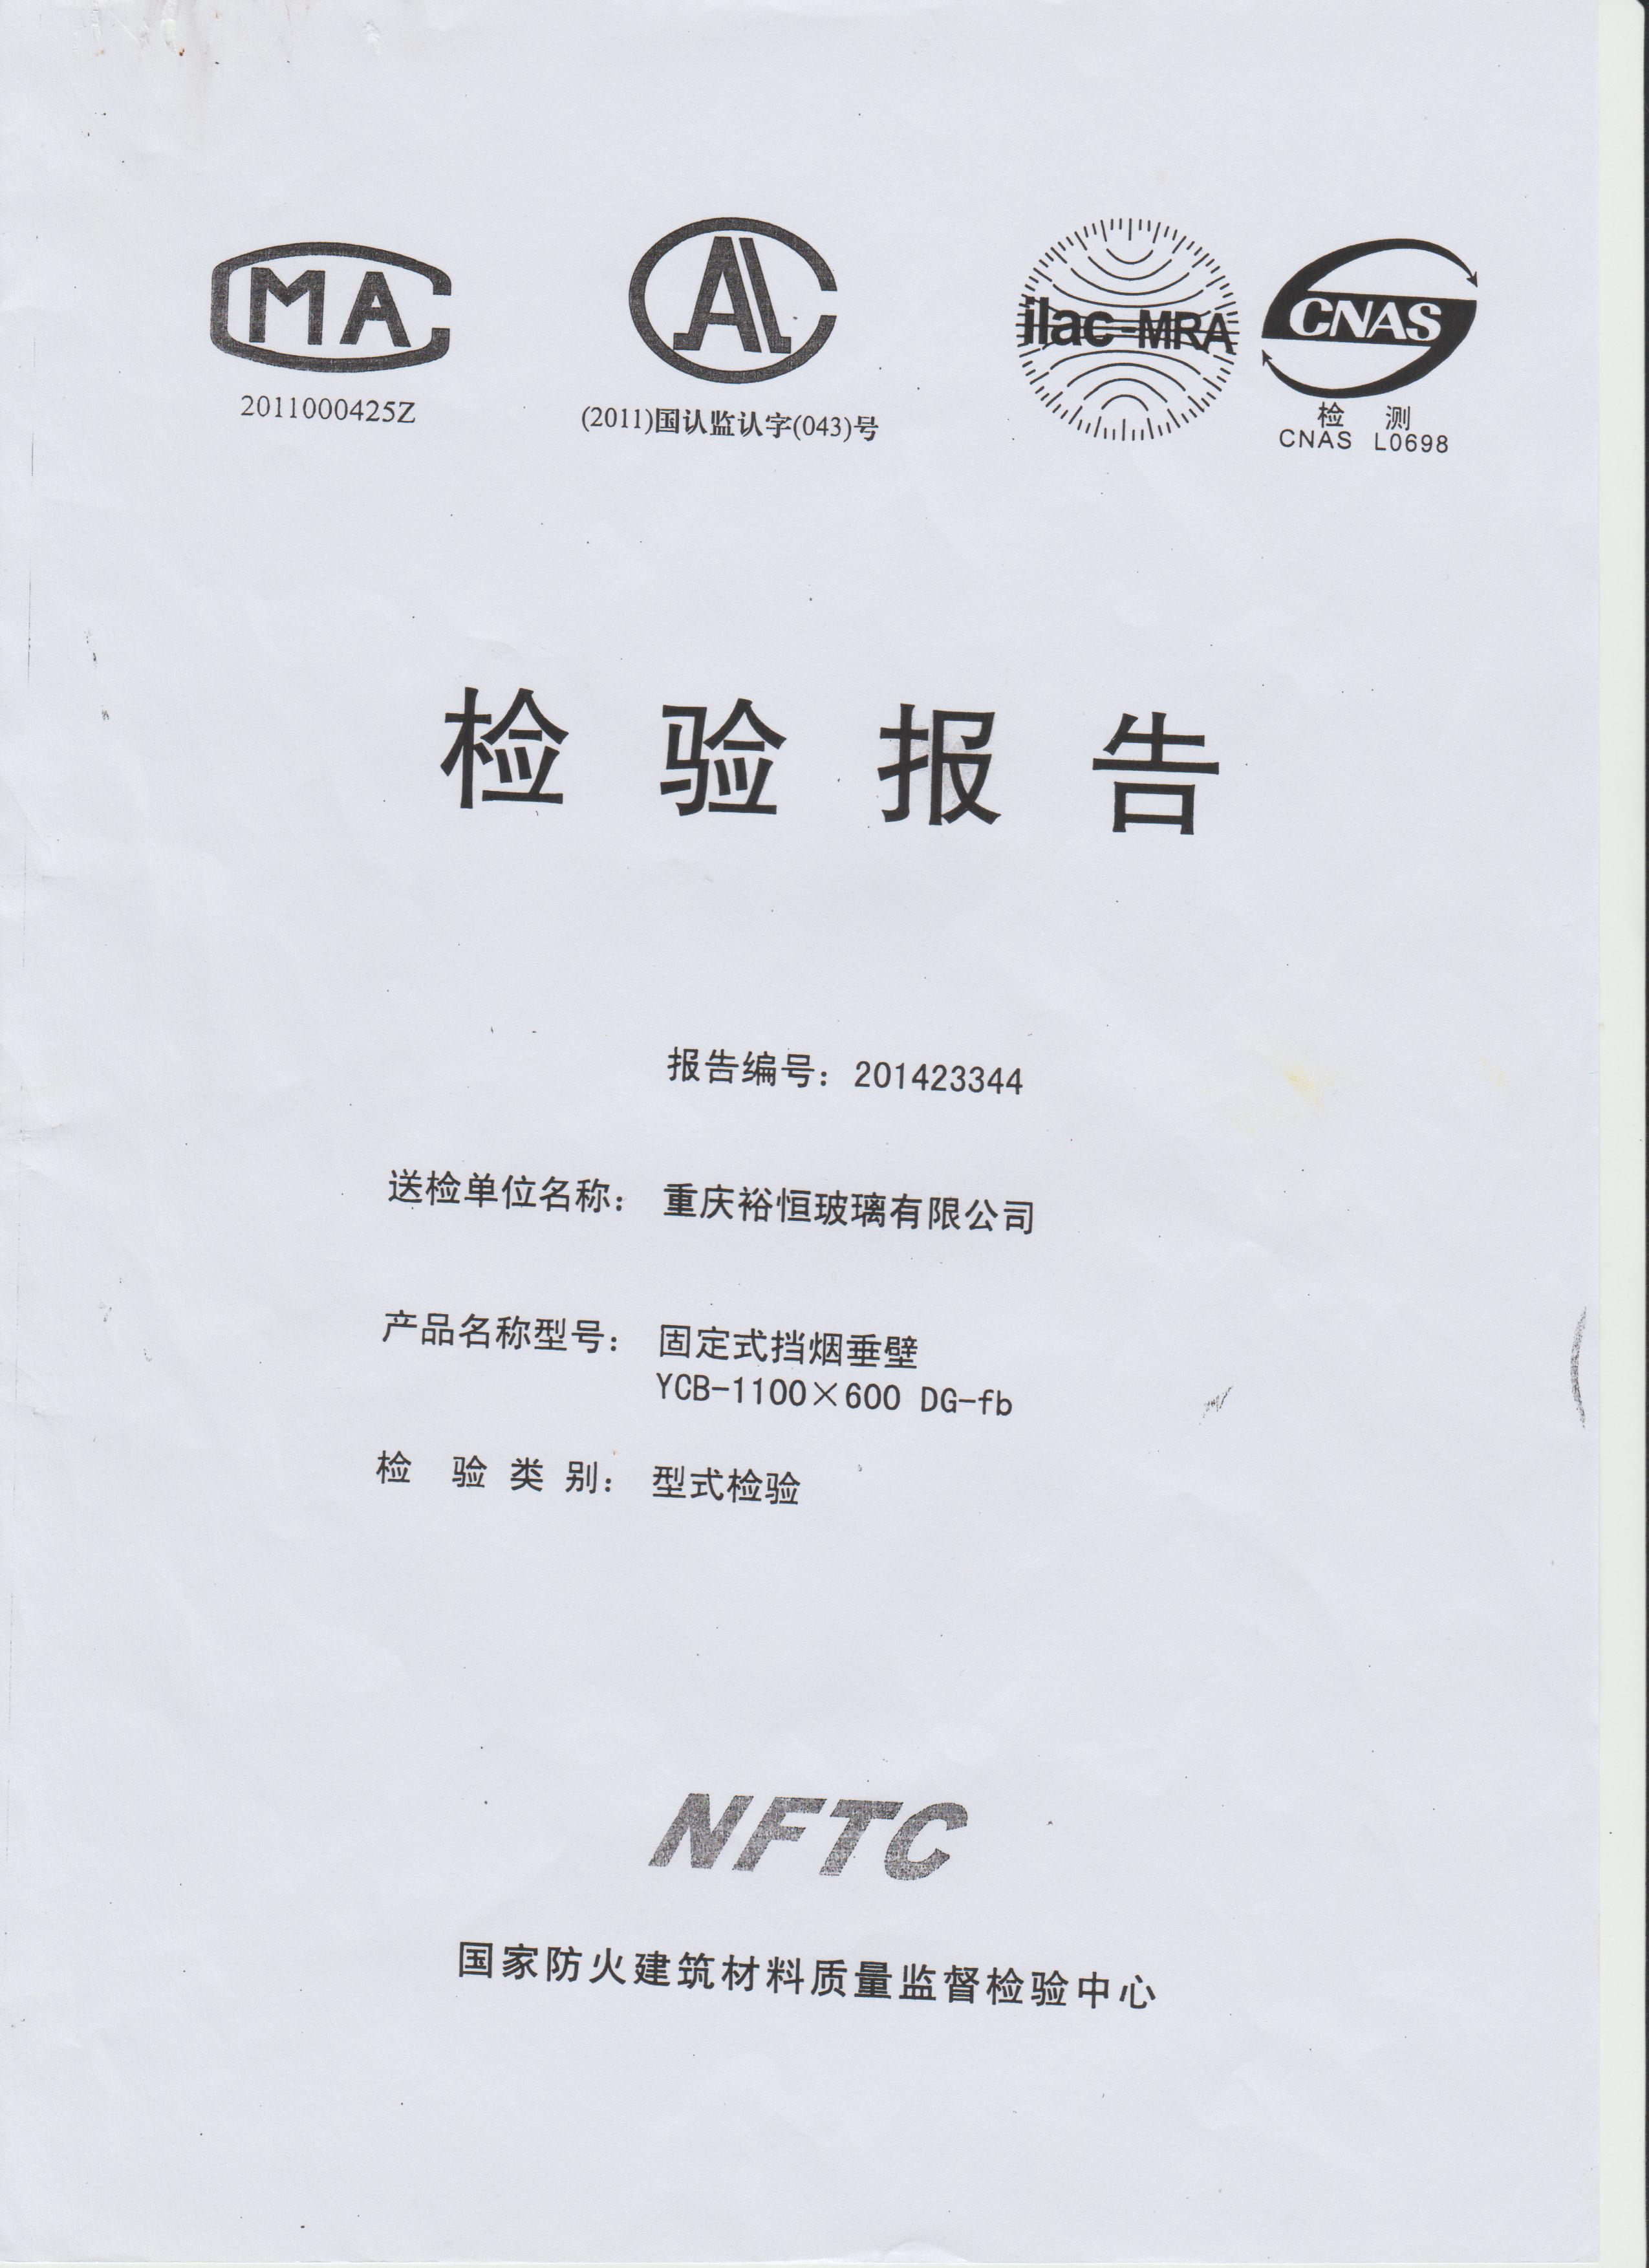 MA
2011000425Z
AL
(2011)国认监认字(043)号
ilac-MRA
CNAS
检 测
CNAS L0698
检验报告
报告编号：201423344
送检单位名称：重庆裕恒玻璃有限公司
产品名称型号：固定式挡烟垂壁
YCB-1100×600 DG-fb
检 验 类 别：型式检验
NFTC
国家防火建筑材料质量监督检验中心